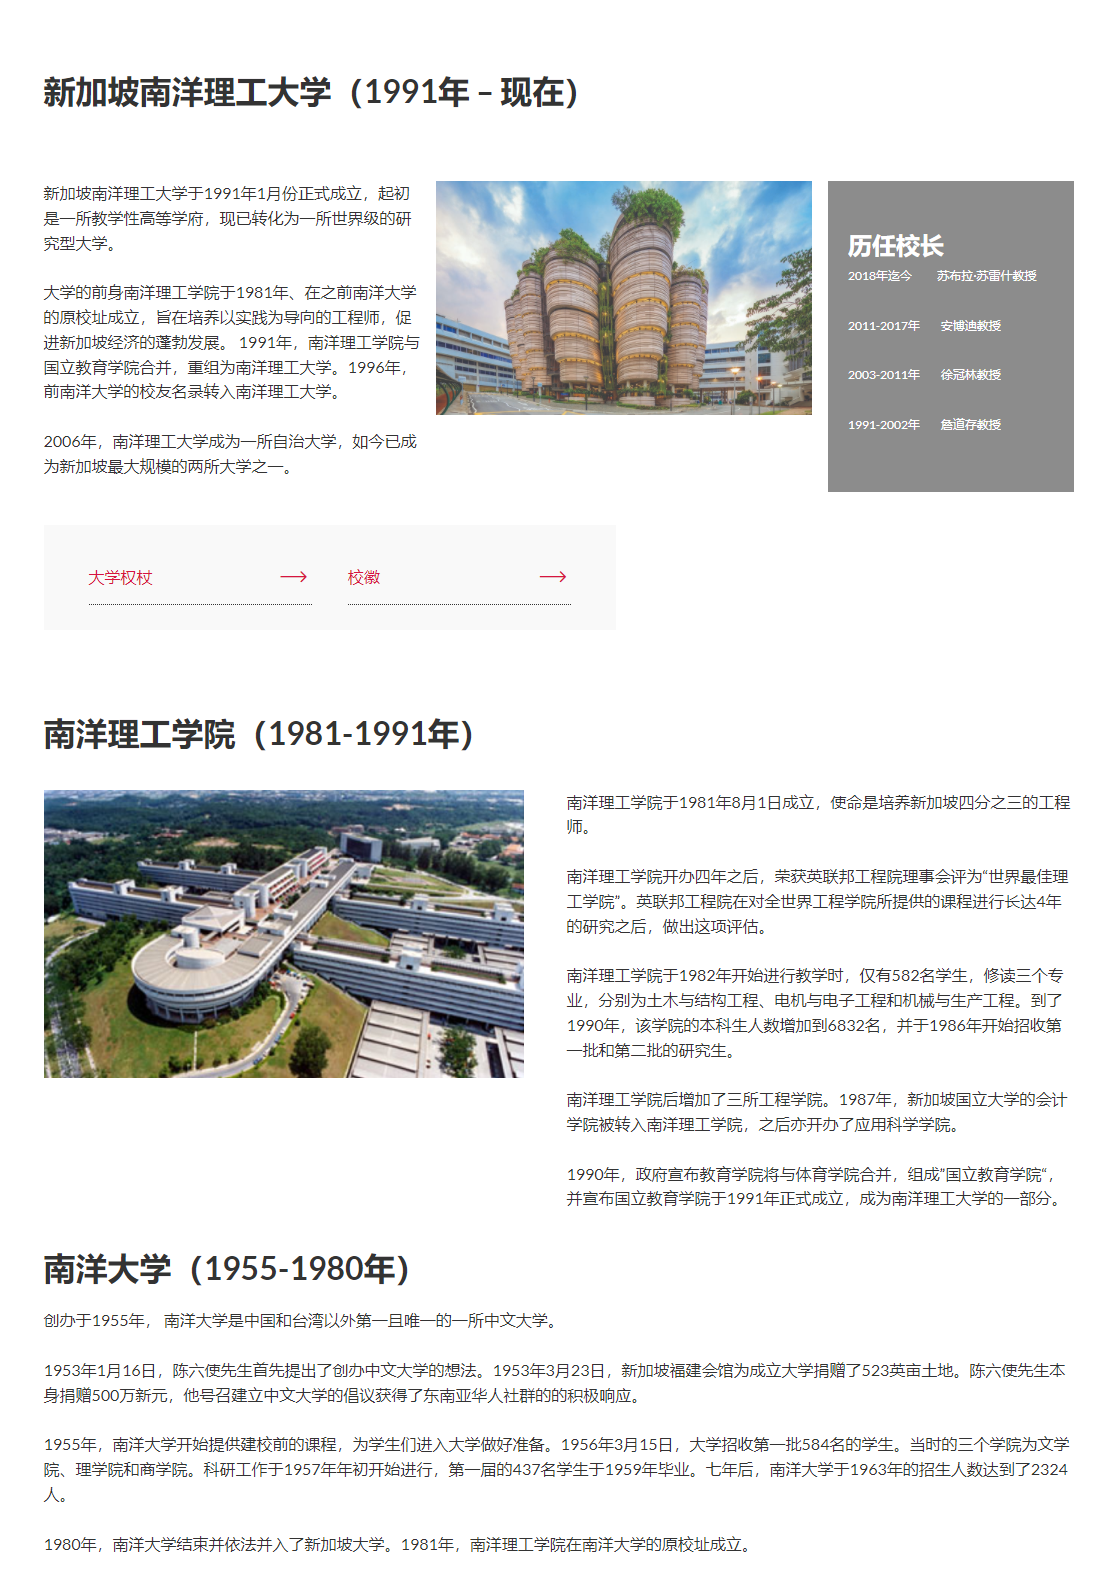 新加坡南洋理工大学（1991年 – 现在）
新加坡南洋理工大学于1991年1月份正式成立，起初
是一所教学性高等学府，现已转化为一所世界级的研
究型大学。
大学的前身南洋理工学院于1981年、在之前南洋大学
的原校址成立，旨在培养以实践为导向的工程师，促
进新加坡经济的蓬勃发展。 1991年，南洋理工学院与
国立教育学院合并，重组为南洋理工大学。1996年，
前南洋大学的校友名录转入南洋理工大学。
2006年，南洋理工大学成为一所自治大学，如今已成
为新加坡最大规模的两所大学之一。
历任校长
2018年迄今 苏布拉·苏雷什教授
2011-2017年 安博迪教授
2003-2011年 徐冠林教授
1991-2002年 詹道存教授
大学权杖 校徽
南洋理工学院（1981-1991年）
南洋理工学院于1981年8月1日成立，使命是培养新加坡四分之三的工程
师。
南洋理工学院开办四年之后，荣获英联邦工程院理事会评为“世界最佳理
工学院”。英联邦工程院在对全世界工程学院所提供的课程进行长达4年
的研究之后，做出这项评估。
南洋理工学院于1982年开始进行教学时，仅有582名学生，修读三个专
业，分别为土木与结构工程、电机与电子工程和机械与生产工程。到了
1990年，该学院的本科生人数增加到6832名，并于1986年开始招收第
一批和第二批的研究生。
南洋理工学院后增加了三所工程学院。1987年，新加坡国立大学的会计
学院被转入南洋理工学院，之后亦开办了应用科学学院。
1990年，政府宣布教育学院将与体育学院合并，组成”国立教育学院“，
并宣布国立教育学院于1991年正式成立，成为南洋理工大学的一部分。
南洋大学（1955-1980年）
创办于1955年， 南洋大学是中国和台湾以外第一且唯一的一所中文大学。
1953年1月16日，陈六使先生首先提出了创办中文大学的想法。1953年3月23日，新加坡福建会馆为成立大学捐赠了523英亩土地。陈六使先生本
身捐赠500万新元，他号召建立中文大学的倡议获得了东南亚华人社群的的积极响应。
1955年，南洋大学开始提供建校前的课程，为学生们进入大学做好准备。1956年3月15日，大学招收第一批584名的学生。当时的三个学院为文学
院、理学院和商学院。科研工作于1957年年初开始进行，第一届的437名学生于1959年毕业。七年后，南洋大学于1963年的招生人数达到了2324
人。
1980年，南洋大学结束并依法并入了新加坡大学。1981年，南洋理工学院在南洋大学的原校址成立。